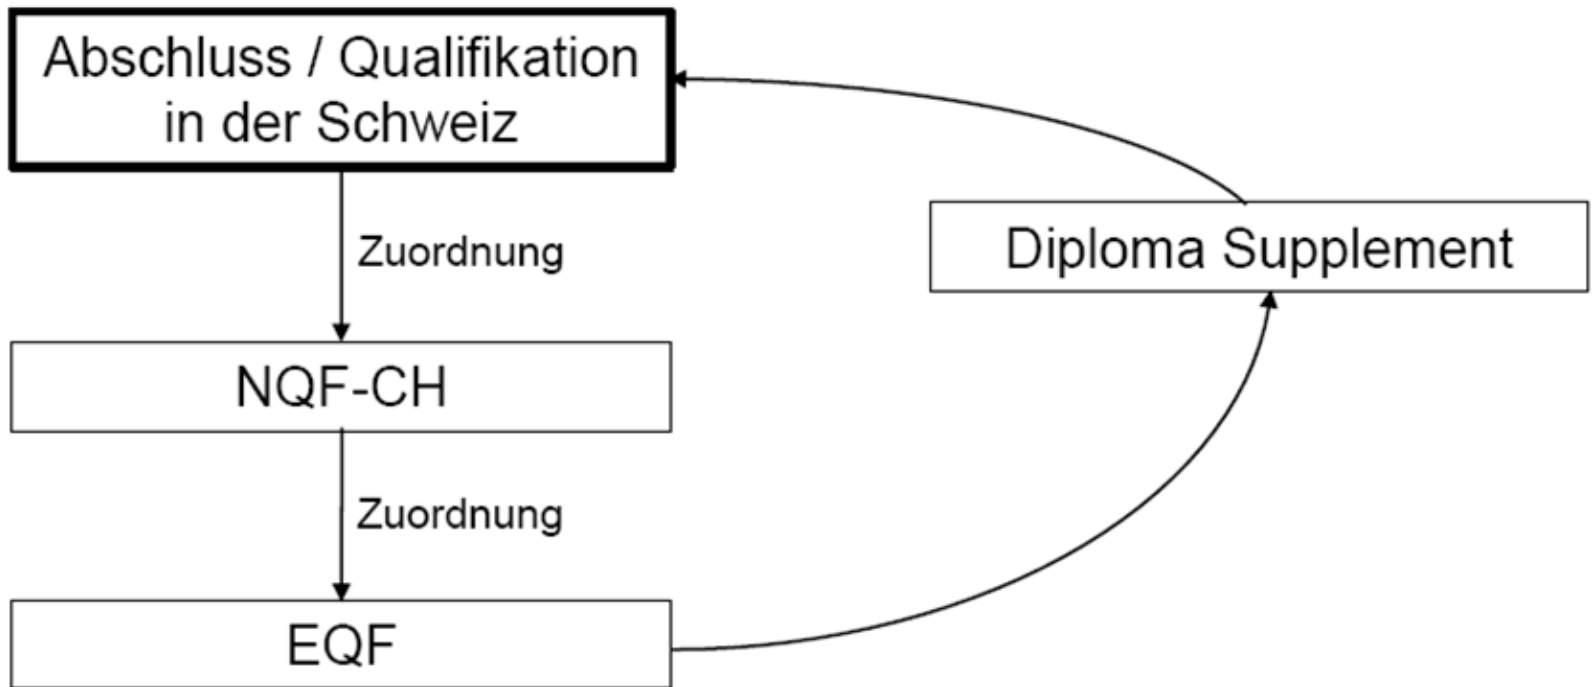 Abschluss / Qualifikation
in der Schweiz
Zuordnung
Diploma Supplement
NQF-CH
Zuordnung
EQF